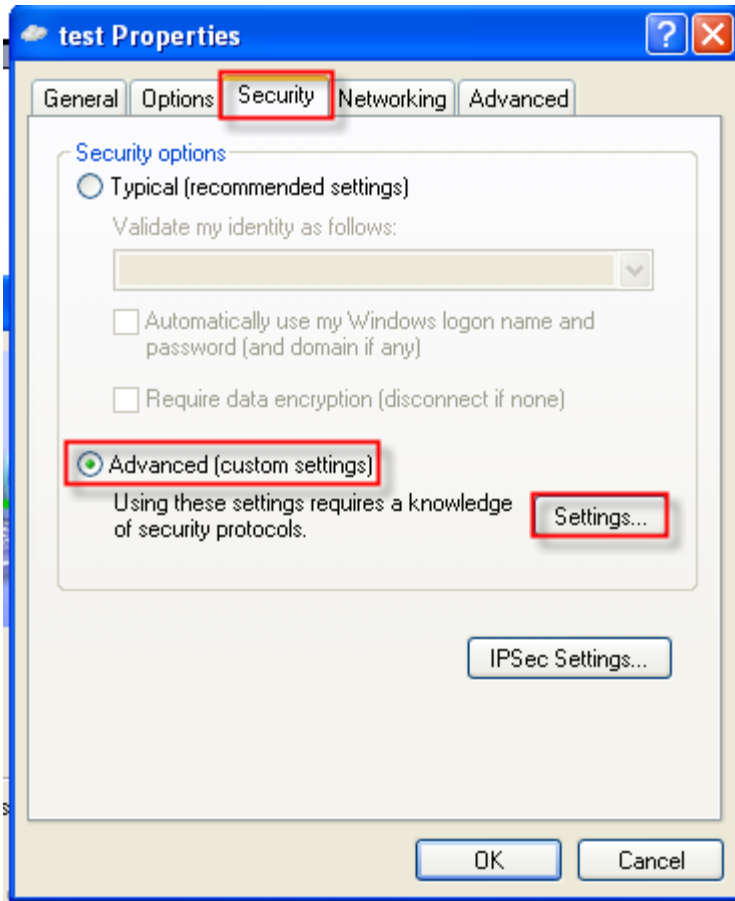 test Properties
General Options Security Networking Advanced
Security options
Typical (recommended settings)
Validate my identity as follows:
Automatically use my Windows logon name and
password (and domain if any)
Require data encryption (disconnect if none)
Advanced (custom settings)
Using these settings requires a knowledge
of security protocols.
Settings...
IPSec Settings...
OK Cancel